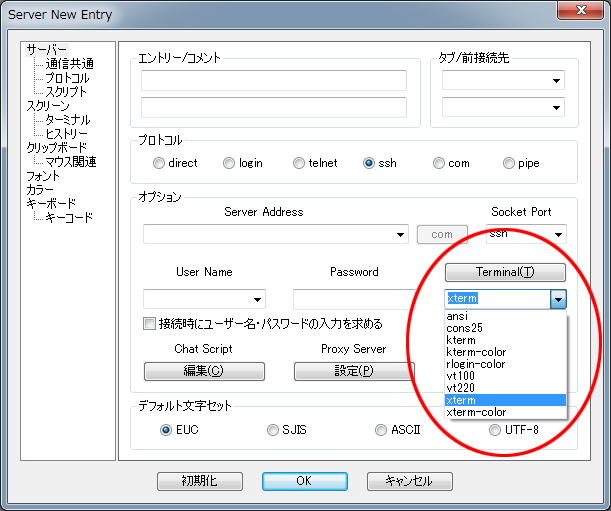 Server New Entry
サーバー
通信共通
プロトコル
スクリプト
スクリーン
ターミナル
ヒストリー
クリップボード
マウス関連
フォント
カラー
キーボード
キーコード
エントリー/コメント
タブ/前接続先
プロトコル
direct login telnet ssh com pipe
オプション
Server Address Socket Port
com ssh
User Name Password Terminal(T)
xterm
接続時にユーザー名・パスワードの入力を求める
ansi
cons25
kterm
kterm-color
rlogin-color
vt100
vt220
xterm
xterm-color
Chat Script Proxy Server
編集(C) 設定(P)
デフォルト文字セット
EUC SJIS ASCII UTF-8
初期化 OK キャンセル